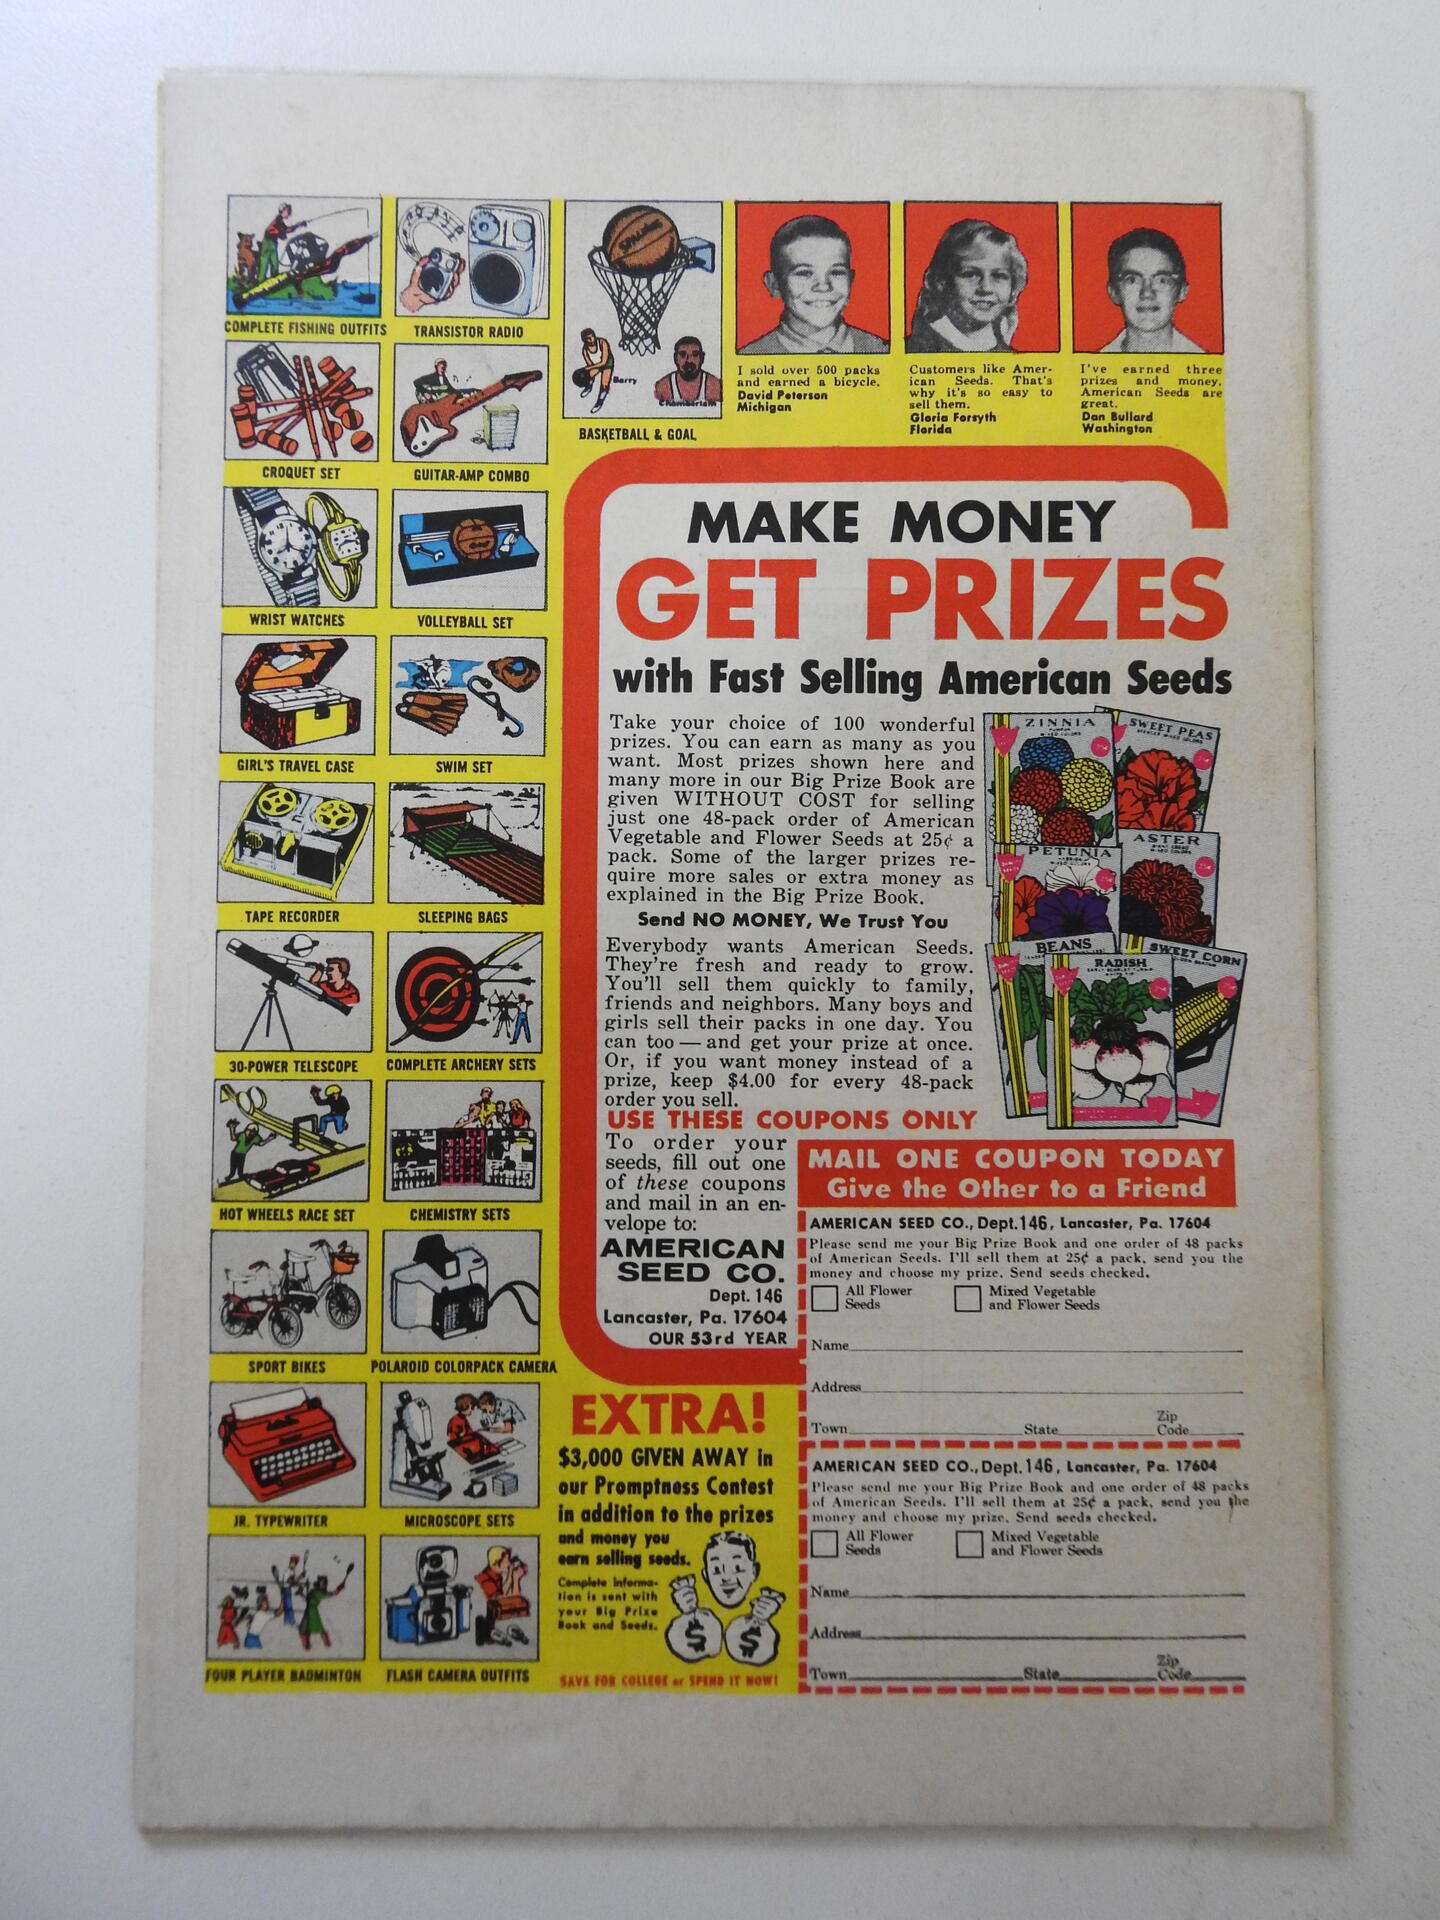 COMPLETE FISHING OUTFITS
TRANSISTOR RADIO
CROQUET SET
GUITAR-AMP COMBO
WRIST WATCHES
VOLLEYBALL SET
GIRL'S TRAVEL CASE
SWIM SET
TAPE RECORDER
SLEEPING BAGS
30-POWER TELESCOPE
COMPLETE ARCHERY SETS
HOT WHEELS RACE SET
CHEMISTRY SETS
SPORT BIKES
POLAROID COLORPACK CAMERA
JR. TYPEWRITER
MICROSCOPE SETS
FOUR PLAYER BADMINTON
FLASH CAMERA OUTFITS
Barry
Chamberlain
BASKETBALL & GOAL
I sold over 500 packs
and earned a bicycle.
David Peterson
Michigan
Customers like Amer-
ican Seeds. That's
why it's so easy to
sell them.
Gloria Forsyth
Florida
I've earned three
prizes and money.
American Seeds are
great.
Dan Bullard
Washington
MAKE MONEY
GET PRIZES
with Fast Selling American Seeds
Take your choice of 100 wonderful
prizes. You can earn as many as you
want. Most prizes shown here and
many more in our Big Prize Book are
given WITHOUT COST for selling
just one 48-pack order of American
Vegetable and Flower Seeds at 25¢ a
pack. Some of the larger prizes re-
quire more sales or extra money as
explained in the Big Prize Book.
Send NO MONEY, We Trust You
Everybody wants American Seeds.
They're fresh and ready to grow.
You'll sell them quickly to family,
friends and neighbors. Many boys and
girls sell their packs in one day. You
can too — and get your prize at once.
Or, if you want money instead of a
prize, keep $4.00 for every 48-pack
order you sell.
ZINNIA
SWEET PEAS
PETUNIA
ASTER
BEANS
RADISH
SWEET CORN
USE THESE COUPONS ONLY
To order your
seeds, fill out one
of these coupons
and mail in an en-
velope to:
AMERICAN
SEED CO.
Dept. 146
Lancaster, Pa. 17604
OUR 53rd YEAR
EXTRA!
$3,000 GIVEN AWAY in
our Promptness Contest
in addition to the prizes
and money you
earn selling seeds.
Complete informa-
tion is sent with
your Big Prize
Book and Seeds.
$ $
SAVE FOR COLLEGE or SPEND IT NOW!
MAIL ONE COUPON TODAY
Give the Other to a Friend
AMERICAN SEED CO., Dept. 146, Lancaster, Pa. 17604
Please send me your Big Prize Book and one order of 48 packs
of American Seeds. I'll sell them at 25¢ a pack, send you the
money and choose my prize. Send seeds checked.
All Flower Mixed Vegetable
Seeds and Flower Seeds
Name
Address
Zip
Town State Code
AMERICAN SEED CO., Dept. 146, Lancaster, Pa. 17604
Please send me your Big Prize Book and one order of 48 packs
of American Seeds. I'll sell them at 25¢ a pack, send you the
money and choose my prize. Send seeds checked.
All Flower Mixed Vegetable
Seeds and Flower Seeds
Name
Address
Zip
Town State Code